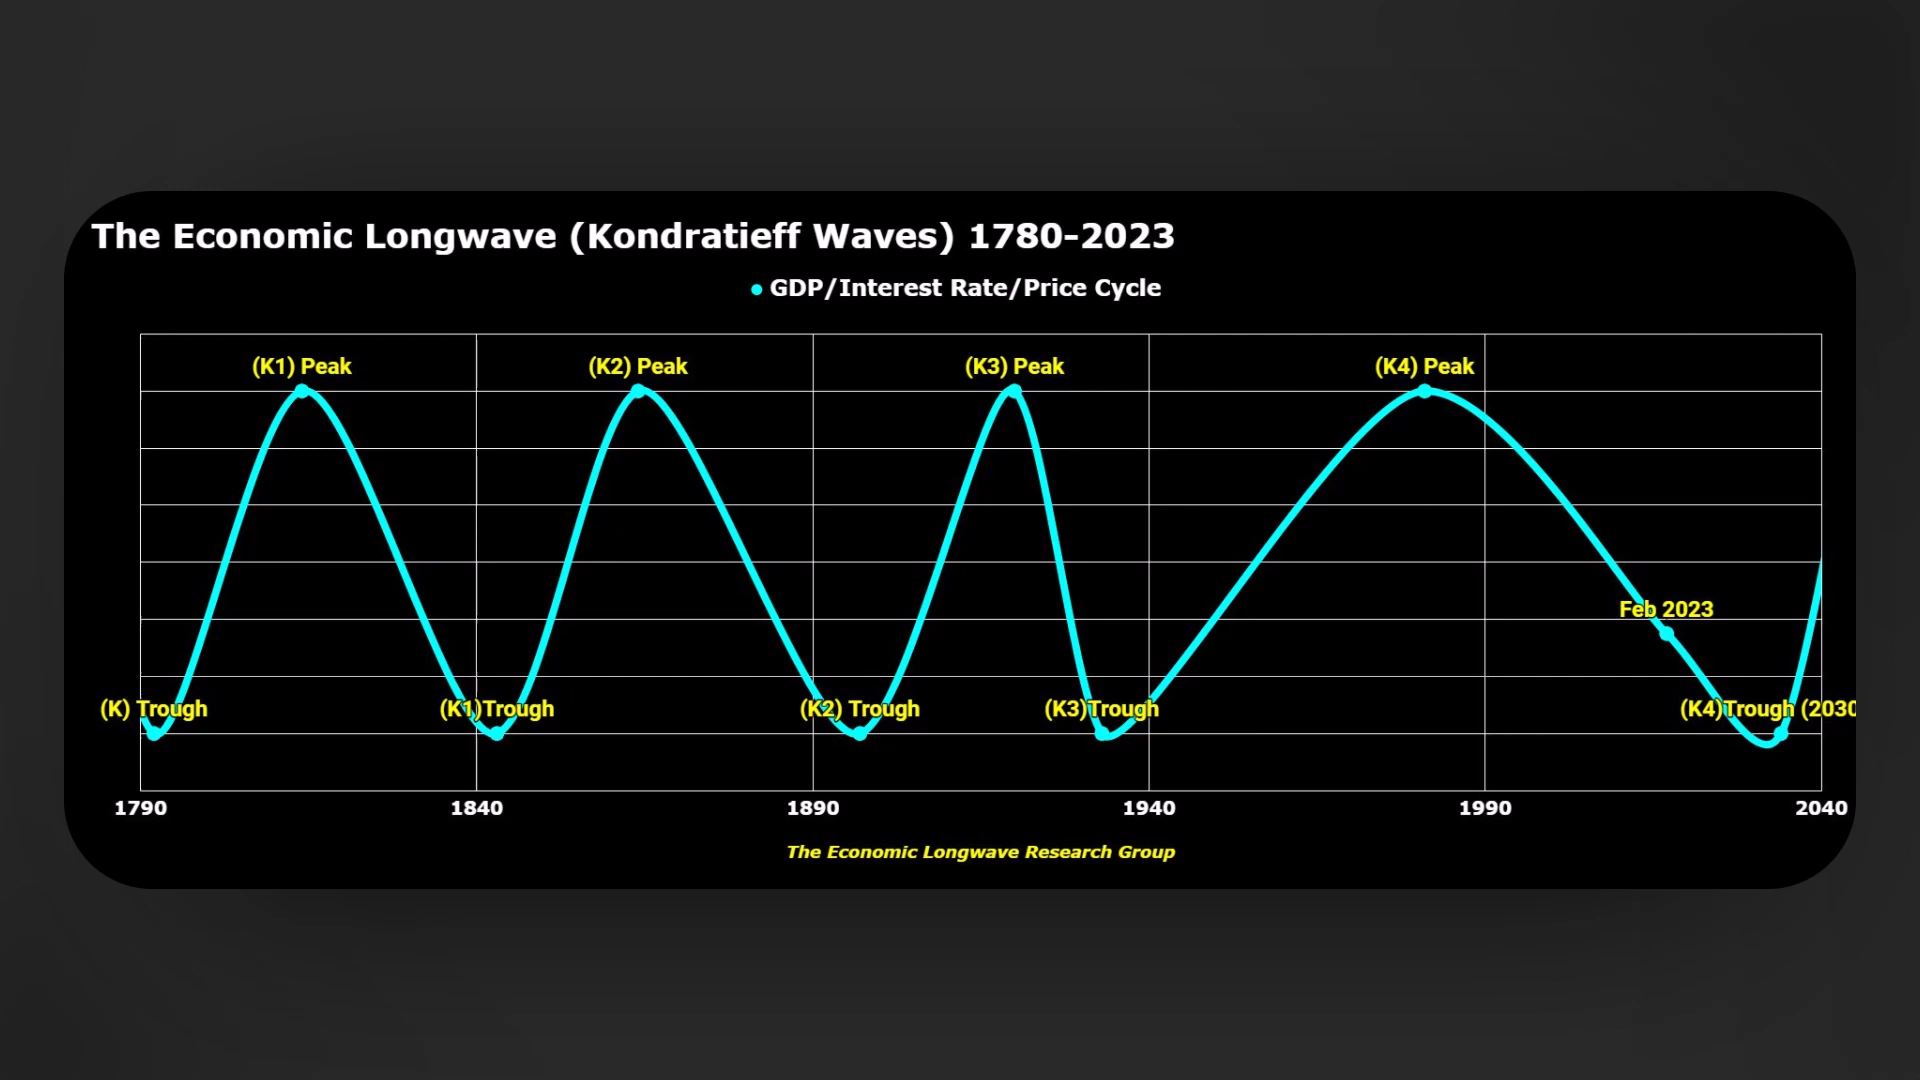 The Economic Longwave (Kondratieff Waves) 1780-2023
GDP/Interest Rate/Price Cycle
(K1) Peak
(K2) Peak
(K3) Peak
(K4) Peak
Feb 2023
(K) Trough
(K1)Trough
(K2) Trough
(K3)Trough
(K4)Trough (2030
1790
1840
1890
1940
1990
2040
The Economic Longwave Research Group